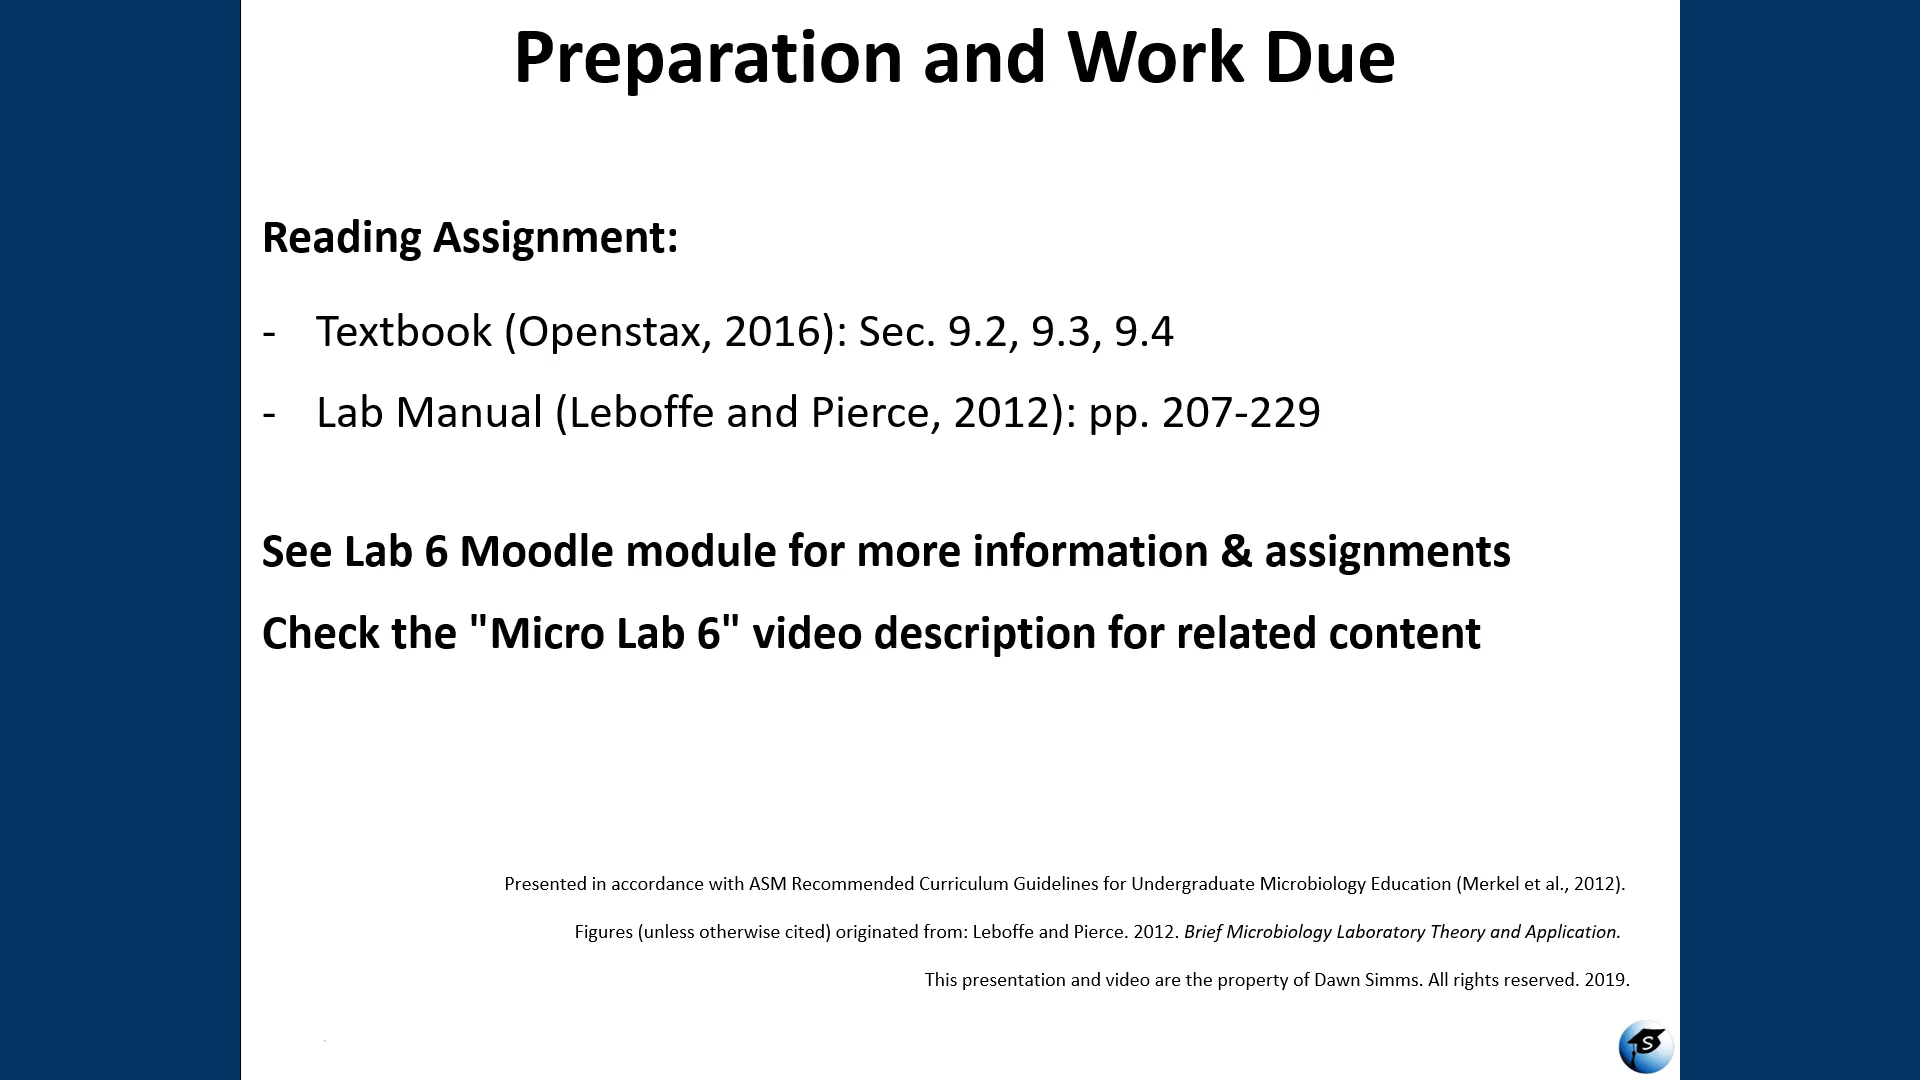 Preparation and Work Due
Reading Assignment:
- Textbook (Openstax, 2016): Sec. 9.2, 9.3, 9.4
- Lab Manual (Leboffe and Pierce, 2012): pp. 207-229
See Lab 6 Moodle module for more information & assignments
Check the "Micro Lab 6" video description for related content
Presented in accordance with ASM Recommended Curriculum Guidelines for Undergraduate Microbiology Education (Merkel et al., 2012).
Figures (unless otherwise cited) originated from: Leboffe and Pierce. 2012. Brief Microbiology Laboratory Theory and Application.
This presentation and video are the property of Dawn Simms. All rights reserved. 2019.
S